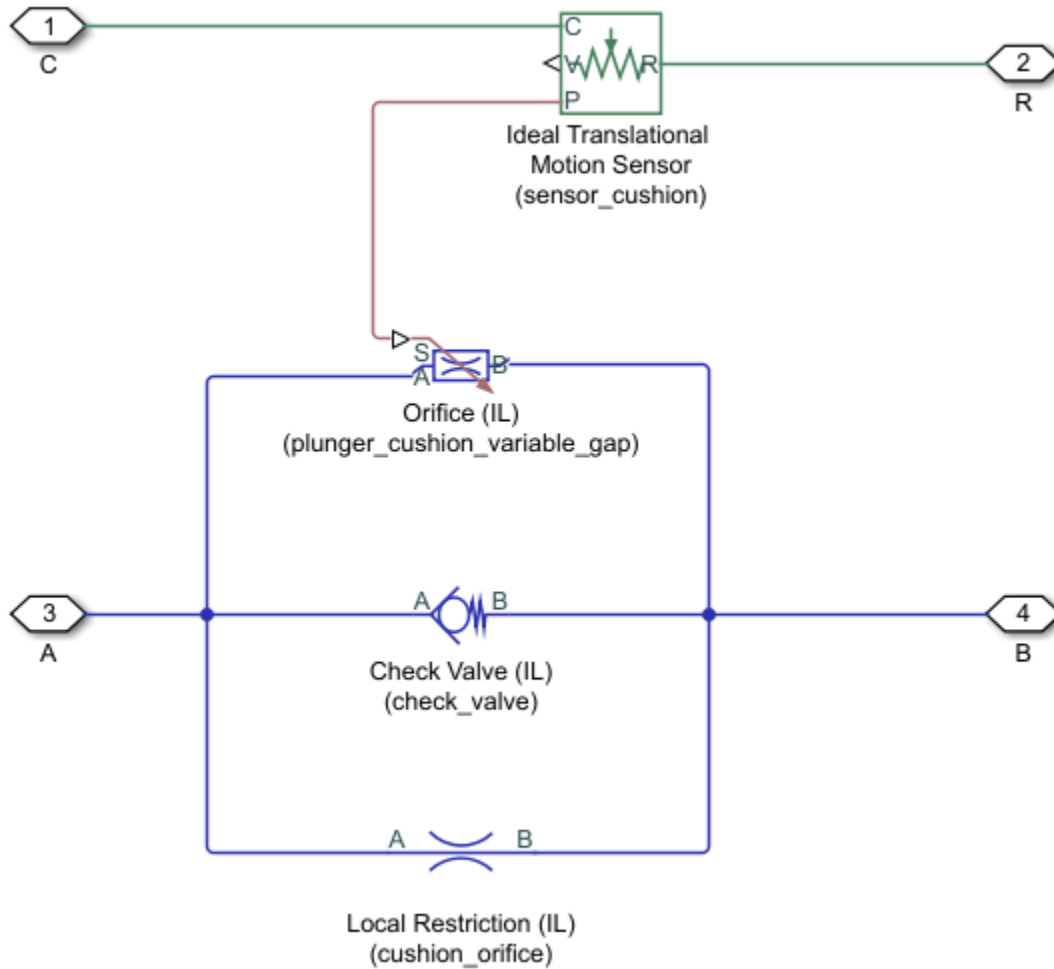 1
C
C
V
R
P
2
R
Ideal Translational
Motion Sensor
(sensor_cushion)
S
A
B
Orifice (IL)
(plunger_cushion_variable_gap)
3
A
A
B
4
B
Check Valve (IL)
(check_valve)
A
B
Local Restriction (IL)
(cushion_orifice)